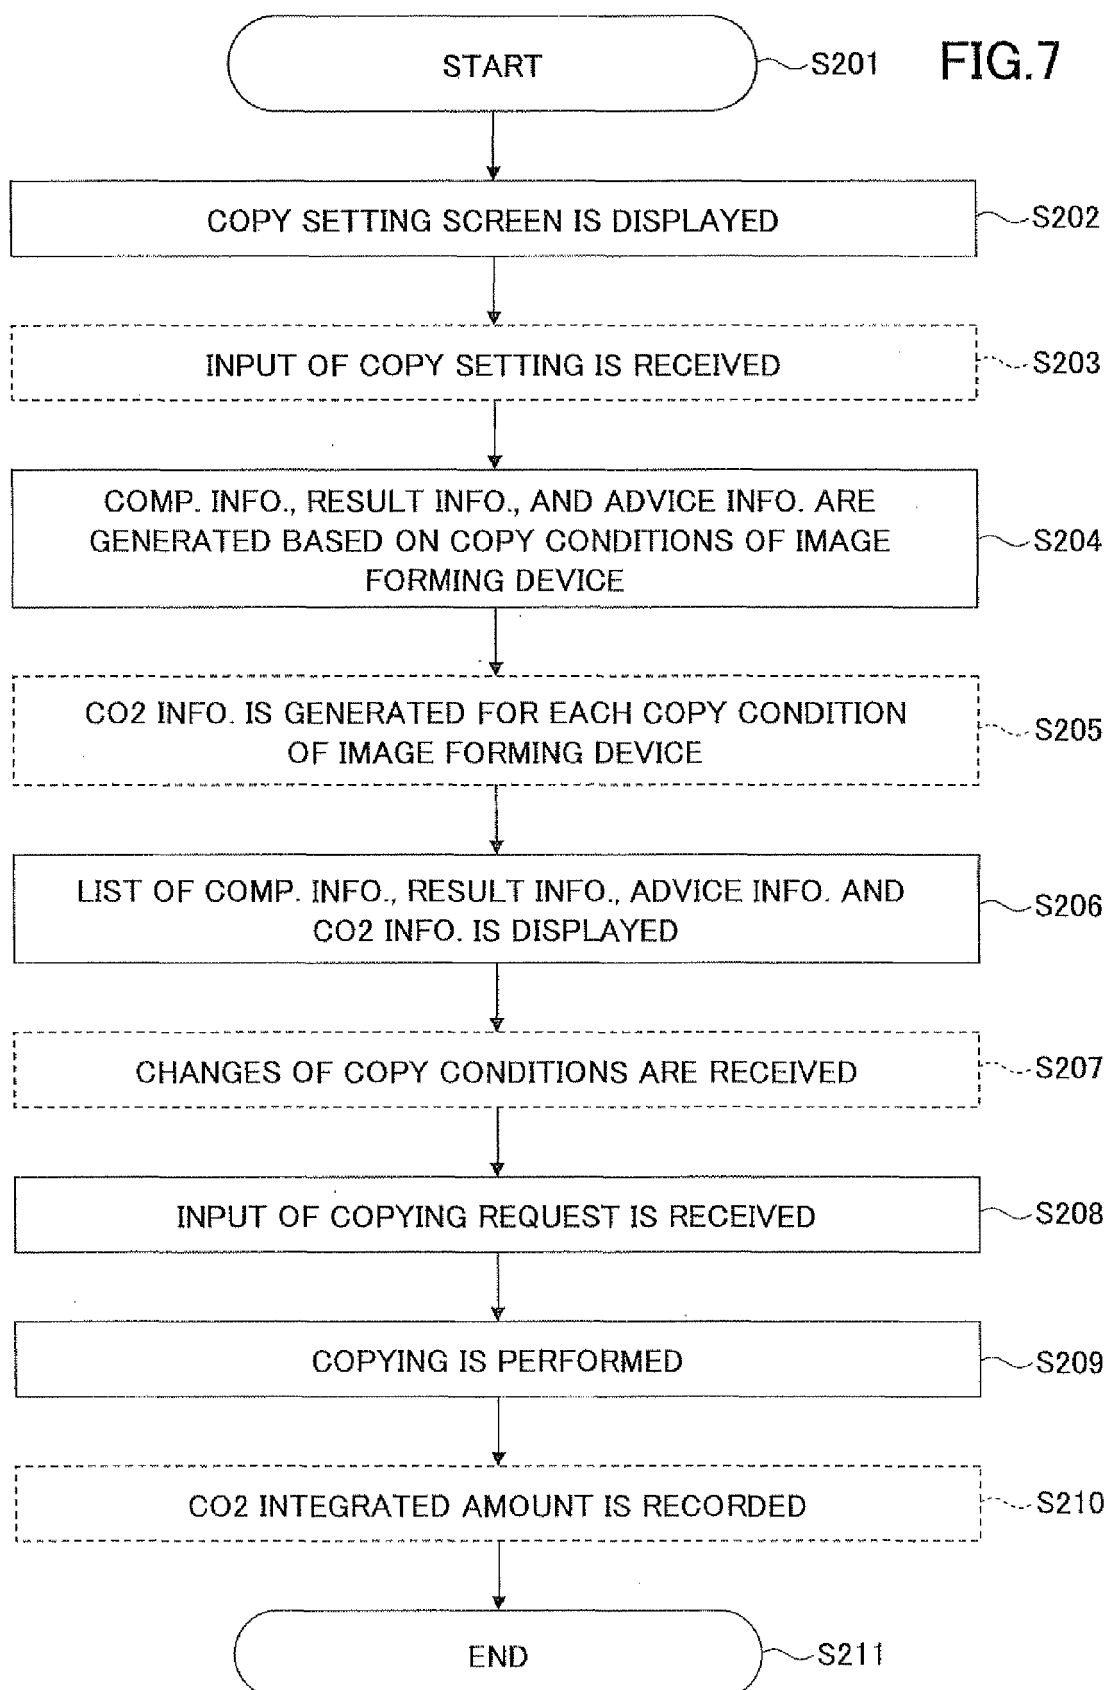 FIG.7
START
S201
COPY SETTING SCREEN IS DISPLAYED
S202
INPUT OF COPY SETTING IS RECEIVED
S203
COMP. INFO., RESULT INFO., AND ADVICE INFO. ARE
GENERATED BASED ON COPY CONDITIONS OF IMAGE
FORMING DEVICE
S204
CO2 INFO. IS GENERATED FOR EACH COPY CONDITION
OF IMAGE FORMING DEVICE
S205
LIST OF COMP. INFO., RESULT INFO., ADVICE INFO. AND
CO2 INFO. IS DISPLAYED
S206
CHANGES OF COPY CONDITIONS ARE RECEIVED
S207
INPUT OF COPYING REQUEST IS RECEIVED
S208
COPYING IS PERFORMED
S209
CO2 INTEGRATED AMOUNT IS RECORDED
S210
END
S211